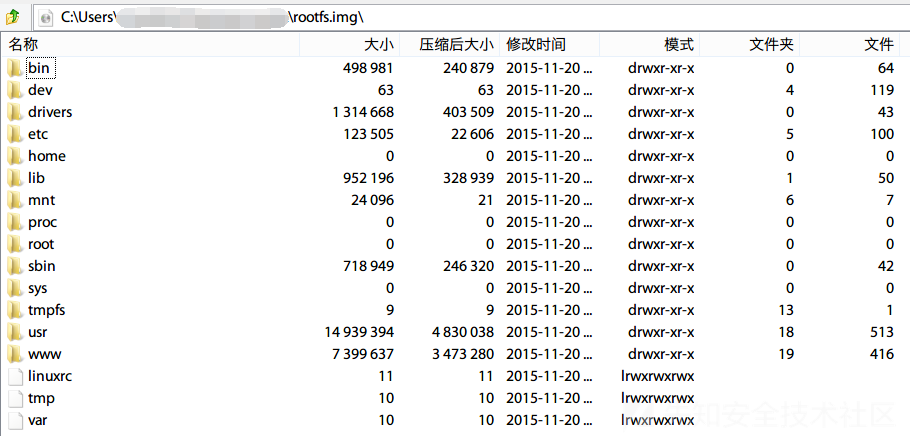 C:\Users\ \rootfs.img\
名称 大小 压缩后大小 修改时间 模式 文件夹 文件
bin 498 981 240 879 2015-11-20 ... drwxr-xr-x 0 64
dev 63 63 2015-11-20 ... drwxr-xr-x 4 119
drivers 1 314 668 403 509 2015-11-20 ... drwxr-xr-x 0 43
etc 123 505 22 606 2015-11-20 ... drwxr-xr-x 5 100
home 0 0 2015-11-20 ... drwxr-xr-x 0 0
lib 952 196 328 939 2015-11-20 ... drwxr-xr-x 1 50
mnt 24 096 21 2015-11-20 ... drwxr-xr-x 6 7
proc 0 0 2015-11-20 ... drwxr-xr-x 0 0
root 0 0 2015-11-20 ... drwxr-xr-x 0 0
sbin 718 949 246 320 2015-11-20 ... drwxr-xr-x 0 42
sys 0 0 2015-11-20 ... drwxr-xr-x 0 0
tmpfs 9 9 2015-11-20 ... drwxr-xr-x 13 1
usr 14 939 394 4 830 038 2015-11-20 ... drwxr-xr-x 18 513
www 7 399 637 3 473 280 2015-11-20 ... drwxr-xr-x 19 416
linuxrc 11 11 2015-11-20 ... lrwxrwxrwx
tmp 10 10 2015-11-20 ... lrwxrwxrwx
var 10 10 2015-11-20 ... lrwxrwxrwx
安全技术社区